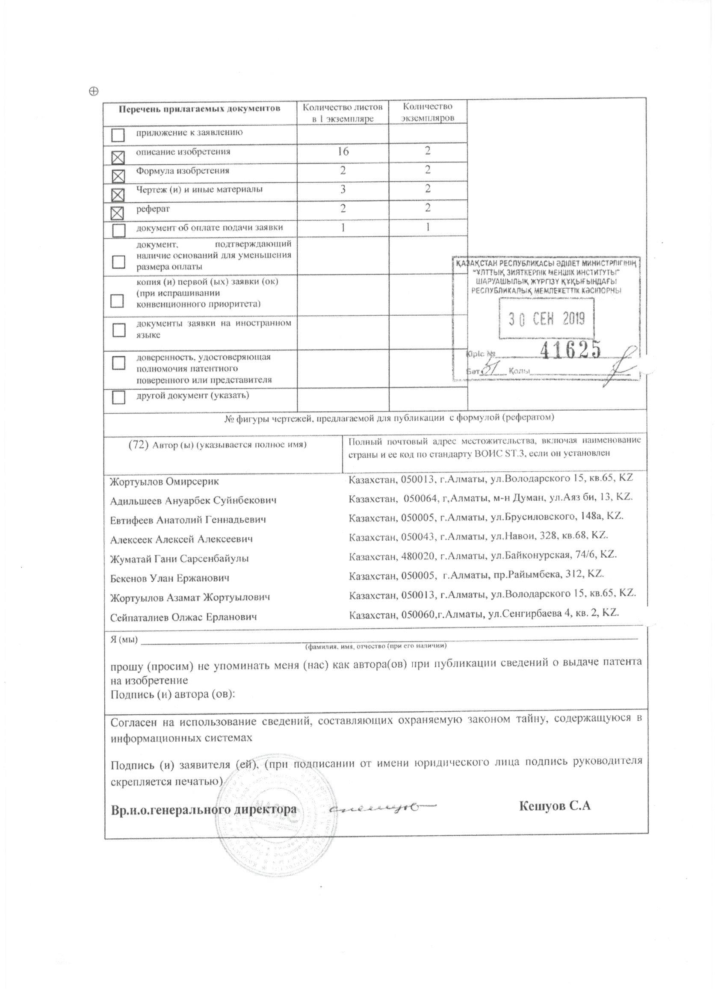 Перечень прилагаемых документов
Количество листов
в 1 экземпляре
Количество
экземпляров
приложение к заявлению
описание изобретения 16 2
Формула изобретения 2 2
Чертеж (и) и иные материалы 3 2
реферат 2 2
документ об оплате подачи заявки 1 1
документ, подтверждающий
наличие оснований для уменьшения
размера оплаты
копия (и) первой (ых) заявки (ок)
(при испрашивании
конвенционного приоритета)
документы заявки на иностранном
языке
доверенность, удостоверяющая
полномочия патентного
поверенного или представителя
другой документ (указать)
ҚАЗАҚСТАН РЕСПУБЛИКАСЫ ӘДІЛЕТ МИНИСТРЛІГІНІҢ
"ҰЛТТЫҚ ЗИЯТКЕРЛІК МЕНШІК ИНСТИТУТЫ"
ШАРУАШЫЛЫҚ ЖҮРГІЗУ ҚҰҚЫҒЫНДАҒЫ
РЕСПУБЛИКАЛЫҚ МЕМЛЕКЕТТІК КӘСІПОРНЫ
30 СЕН 2019
Кіріс № 41625
Бет Қолы
№ фигуры чертежей, предлагаемой для публикации с формулой (рефератом)
(72) Автор (ы) (указывается полное имя)
Полный почтовый адрес местожительства, включая наименование
страны и ее код по стандарту ВОИС ST.3, если он установлен
Жортуылов Омирсерик Казахстан, 050013, г.Алматы, ул.Володарского 15, кв.65, KZ
Адильшеев Ануарбек Суйнбекович Казахстан, 050064, г,Алматы, м-н Думан, ул.Аяз би, 13, KZ.
Евтифеев Анатолий Геннадьевич Казахстан, 050005, г.Алматы, ул.Брусиловского, 148а, KZ.
Алексеек Алексей Алексеевич Казахстан, 050043, г.Алматы, ул.Навои, 328, кв.68, KZ.
Жуматай Гани Сарсенбайулы Казахстан, 480020, г.Алматы, ул.Байконурская, 74/6, KZ.
Бекенов Улан Ержанович Казахстан, 050005, г.Алматы, пр.Райымбека, 312, KZ.
Жортуылов Азамат Жортуылович Казахстан, 050013, г.Алматы, ул.Володарского 15, кв.65, KZ.
Сейпаталиев Олжас Ерланович Казахстан, 050060,г.Алматы, ул.Сенгирбаева 4, кв. 2, KZ.
Я (мы)
(фамилия, имя, отчество (при его наличии)
прошу (просим) не упоминать меня (нас) как автора(ов) при публикации сведений о выдаче патента
на изобретение
Подпись (и) автора (ов):
Согласен на использование сведений, составляющих охраняемую законом тайну, содержащуюся в
информационных системах
Подпись (и) заявителя (ей), (при подписании от имени юридического лица подпись руководителя
скрепляется печатью)
Вр.и.о.генерального директора Кешуов С.А